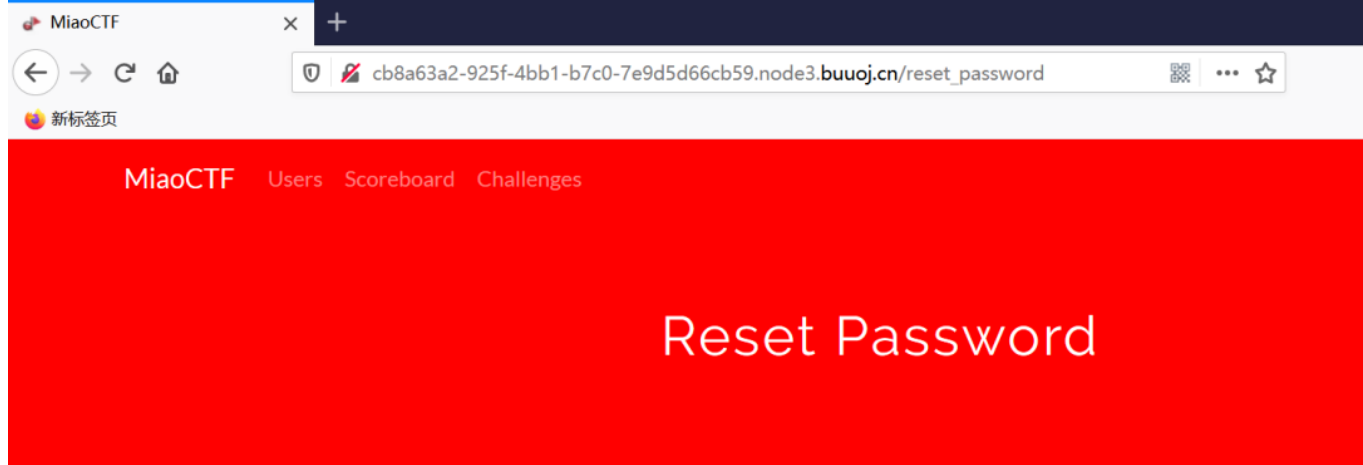 MiaoCTF
cb8a63a2-925f-4bb1-b7c0-7e9d5d66cb59.node3.buuoj.cn/reset_password
新标签页
MiaoCTF Users Scoreboard Challenges
Reset Password